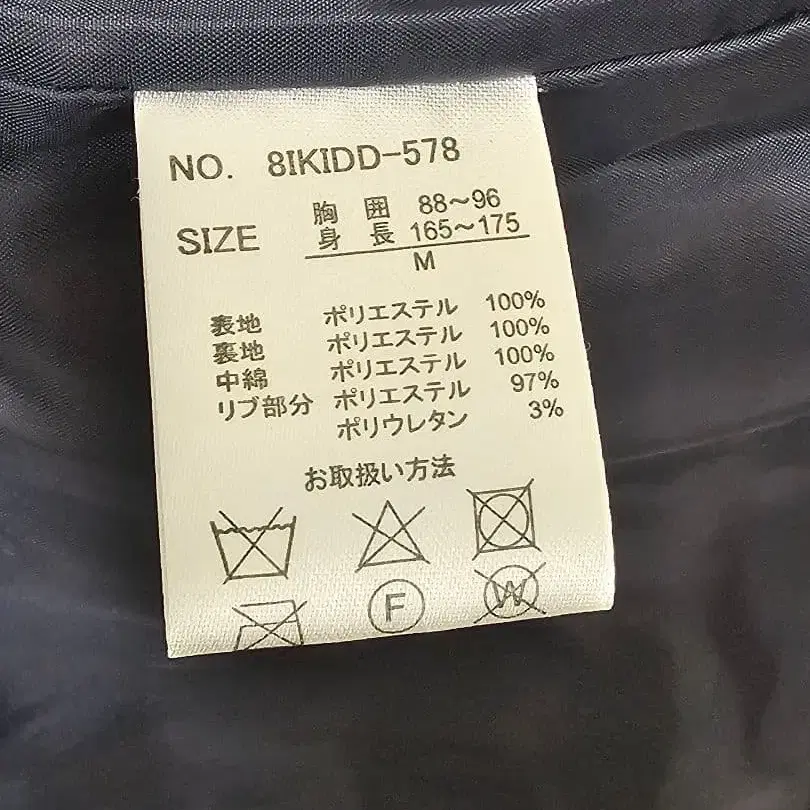 NO. 8IKIDD-578
SIZE 胸囲 88～96
身長 165～175
M
表地 ポリエステル 100%
裏地 ポリエステル 100%
中綿 ポリエステル 100%
リブ部分 ポリエステル 97%
ポリウレタン 3%
お取扱い方法
F
W